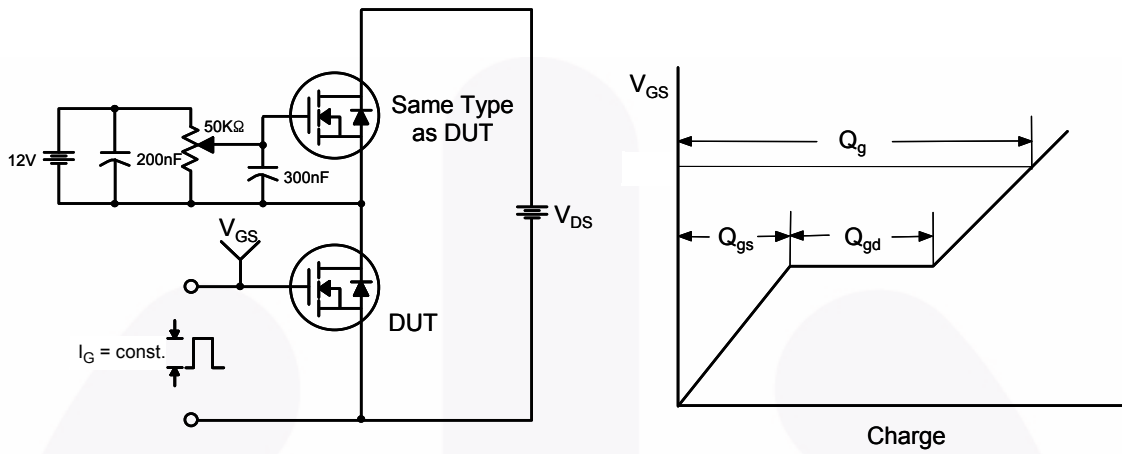 12V
200nF
50KΩ
300nF
Same Type
as DUT
V_DS
V_GS
DUT
I_G = const.
V_GS
Q_g
Q_gs
Q_gd
Charge